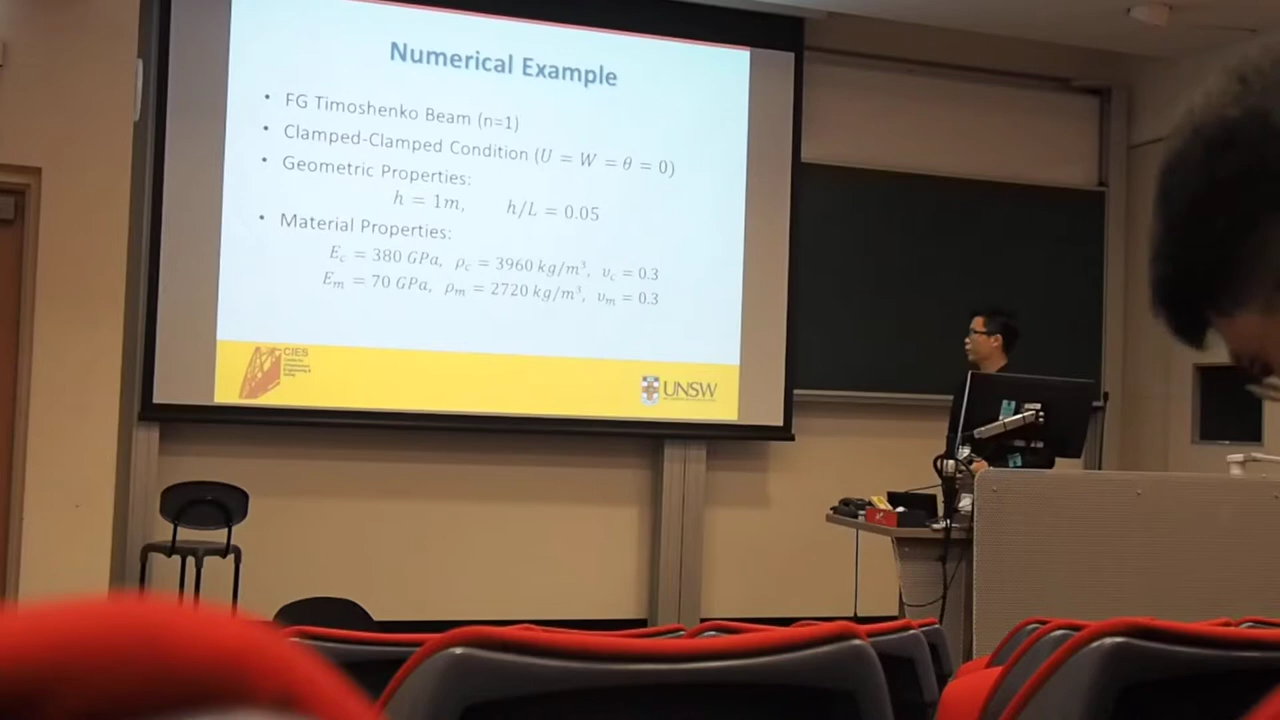 Numerical Example
• FG Timoshenko Beam (n=1)
• Clamped-Clamped Condition (U = W = θ = 0)
• Geometric Properties:
h = 1m, h/L = 0.05
• Material Properties:
E_c = 380 GPa, ρ_c = 3960 kg/m³, υ_c = 0.3
E_m = 70 GPa, ρ_m = 2720 kg/m³, υ_m = 0.3
CIES
UNSW